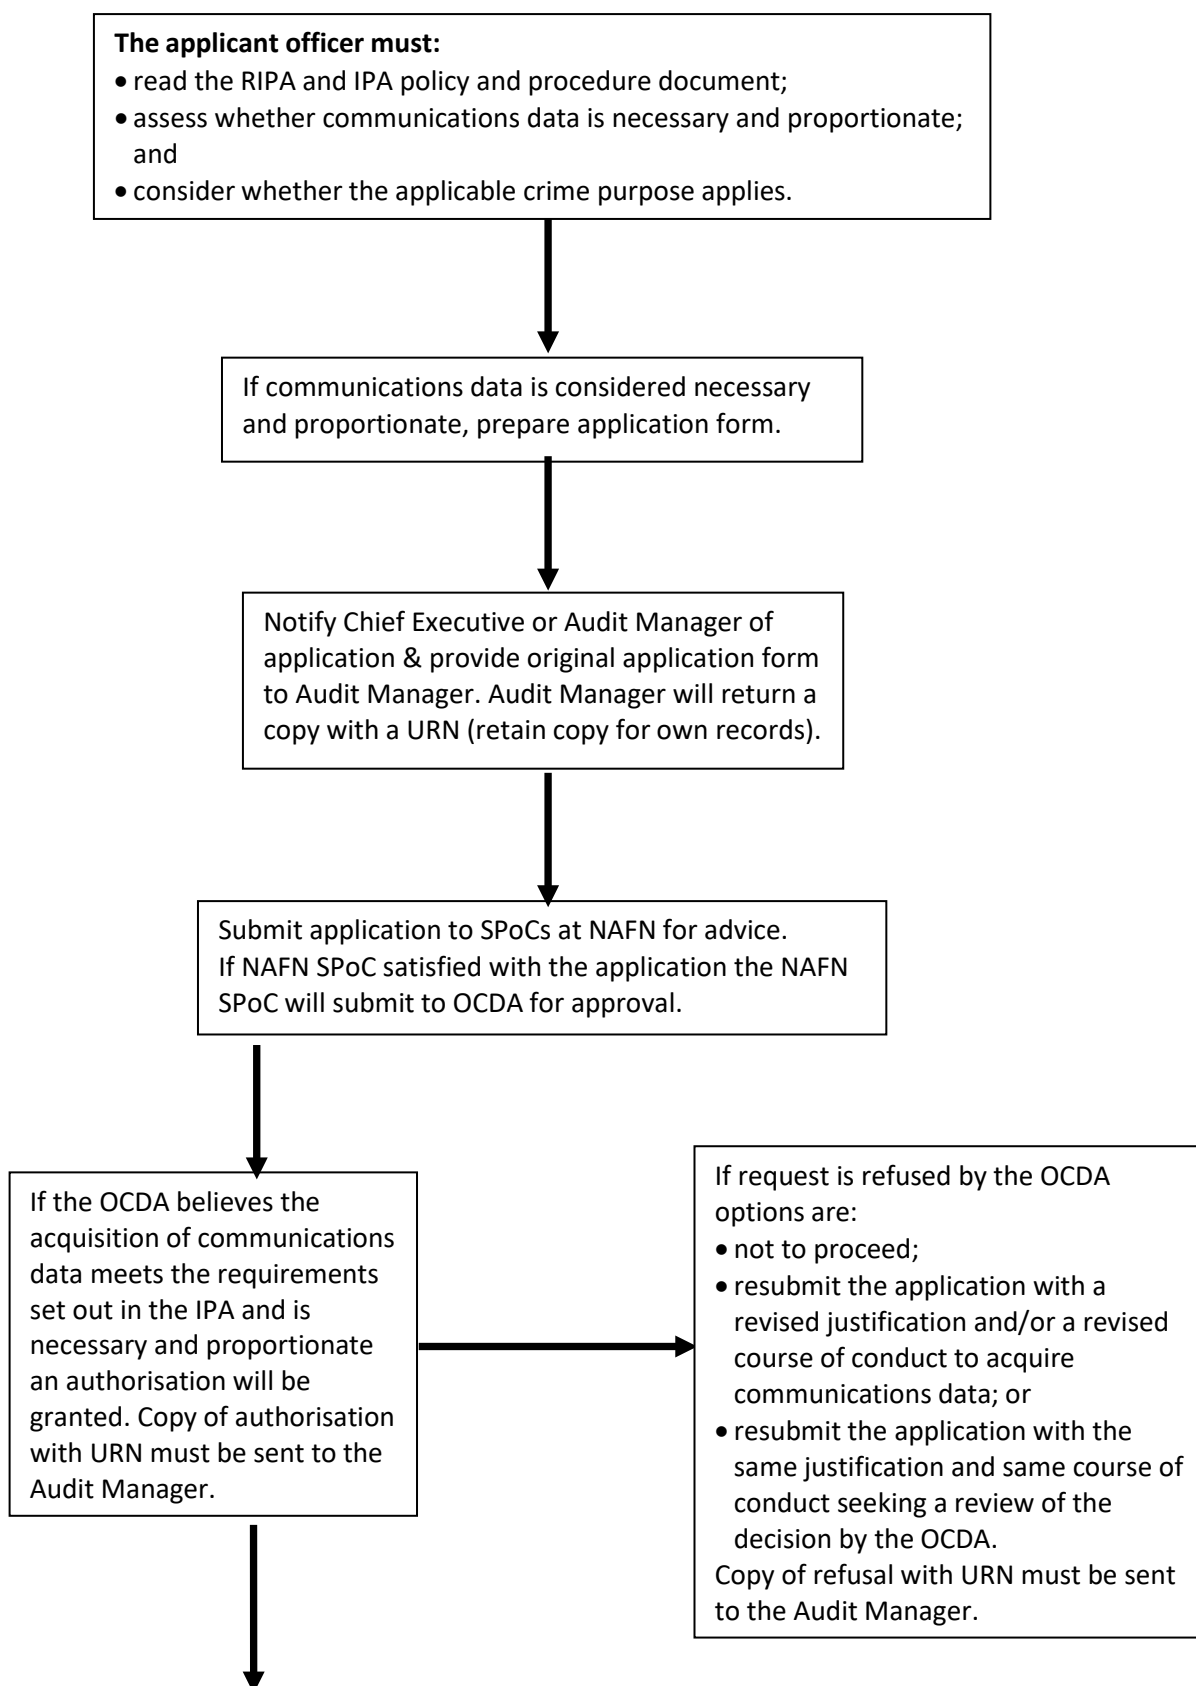 The applicant officer must:
• read the RIPA and IPA policy and procedure document;
• assess whether communications data is necessary and proportionate;
and
• consider whether the applicable crime purpose applies.
If communications data is considered necessary
and proportionate, prepare application form.
Notify Chief Executive or Audit Manager of
application & provide original application form
to Audit Manager. Audit Manager will return a
copy with a URN (retain copy for own records).
Submit application to SPoCs at NAFN for advice.
If NAFN SPoC satisfied with the application the NAFN
SPoC will submit to OCDA for approval.
If the OCDA believes the
acquisition of communications
data meets the requirements
set out in the IPA and is
necessary and proportionate
an authorisation will be
granted. Copy of authorisation
with URN must be sent to the
Audit Manager.
If request is refused by the OCDA
options are:
• not to proceed;
• resubmit the application with a
revised justification and/or a revised
course of conduct to acquire
communications data; or
• resubmit the application with the
same justification and same course of
conduct seeking a review of the
decision by the OCDA.
Copy of refusal with URN must be sent
to the Audit Manager.